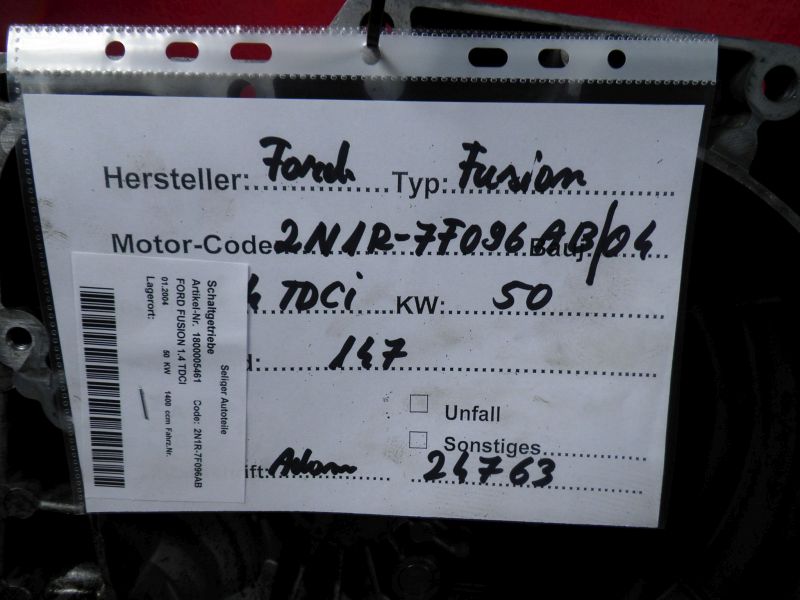 Hersteller: Ford Typ: Fusion
Motor-Code 2N1R-7F096AB Bauj. /04
4 TDCi KW: 50
147
Unfall
Sonstiges
Adam 24763
Seliger Autoteile
Schaltgetriebe
Artikel-Nr. 1800005461 Code: 2N1R-7F096AB
FORD FUSION 1.4 TDCI
01.2004 50 KW 1400 ccm Fahrz.Nr.
Lagerort: